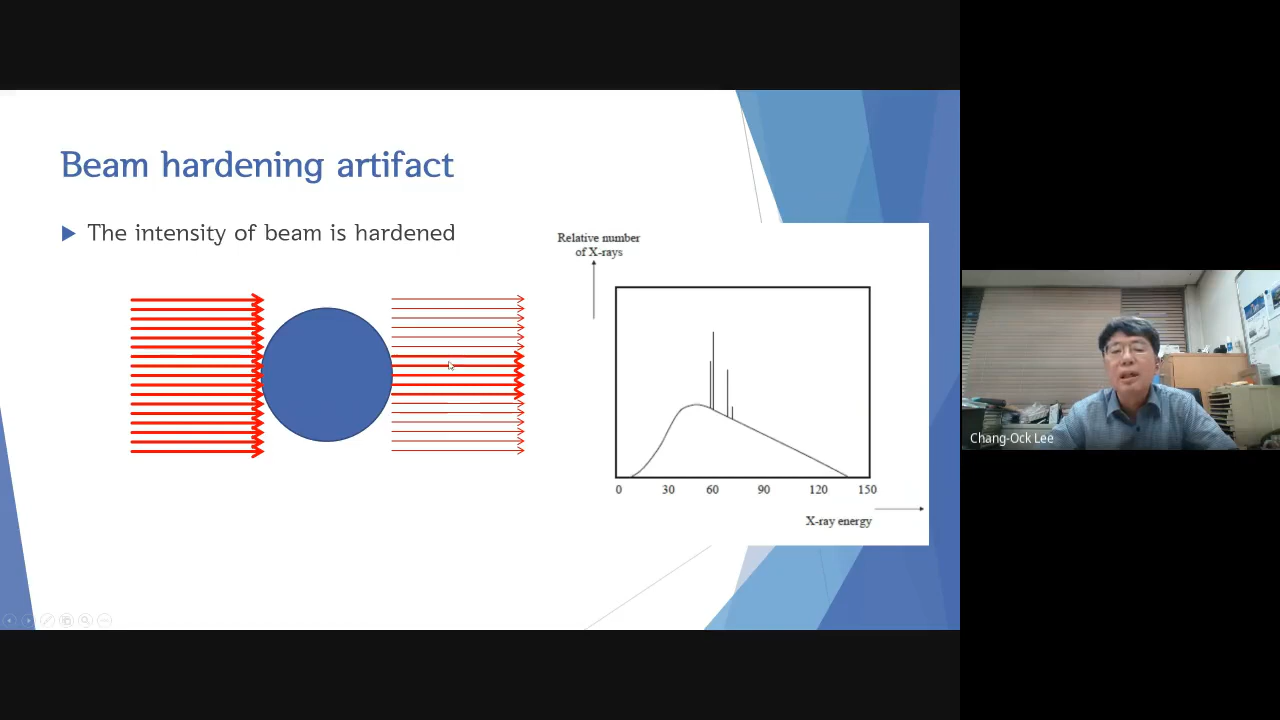 Beam hardening artifact
The intensity of beam is hardened
Relative number
of X-rays
0 30 60 90 120 150
X-ray energy
Chang-Ock Lee